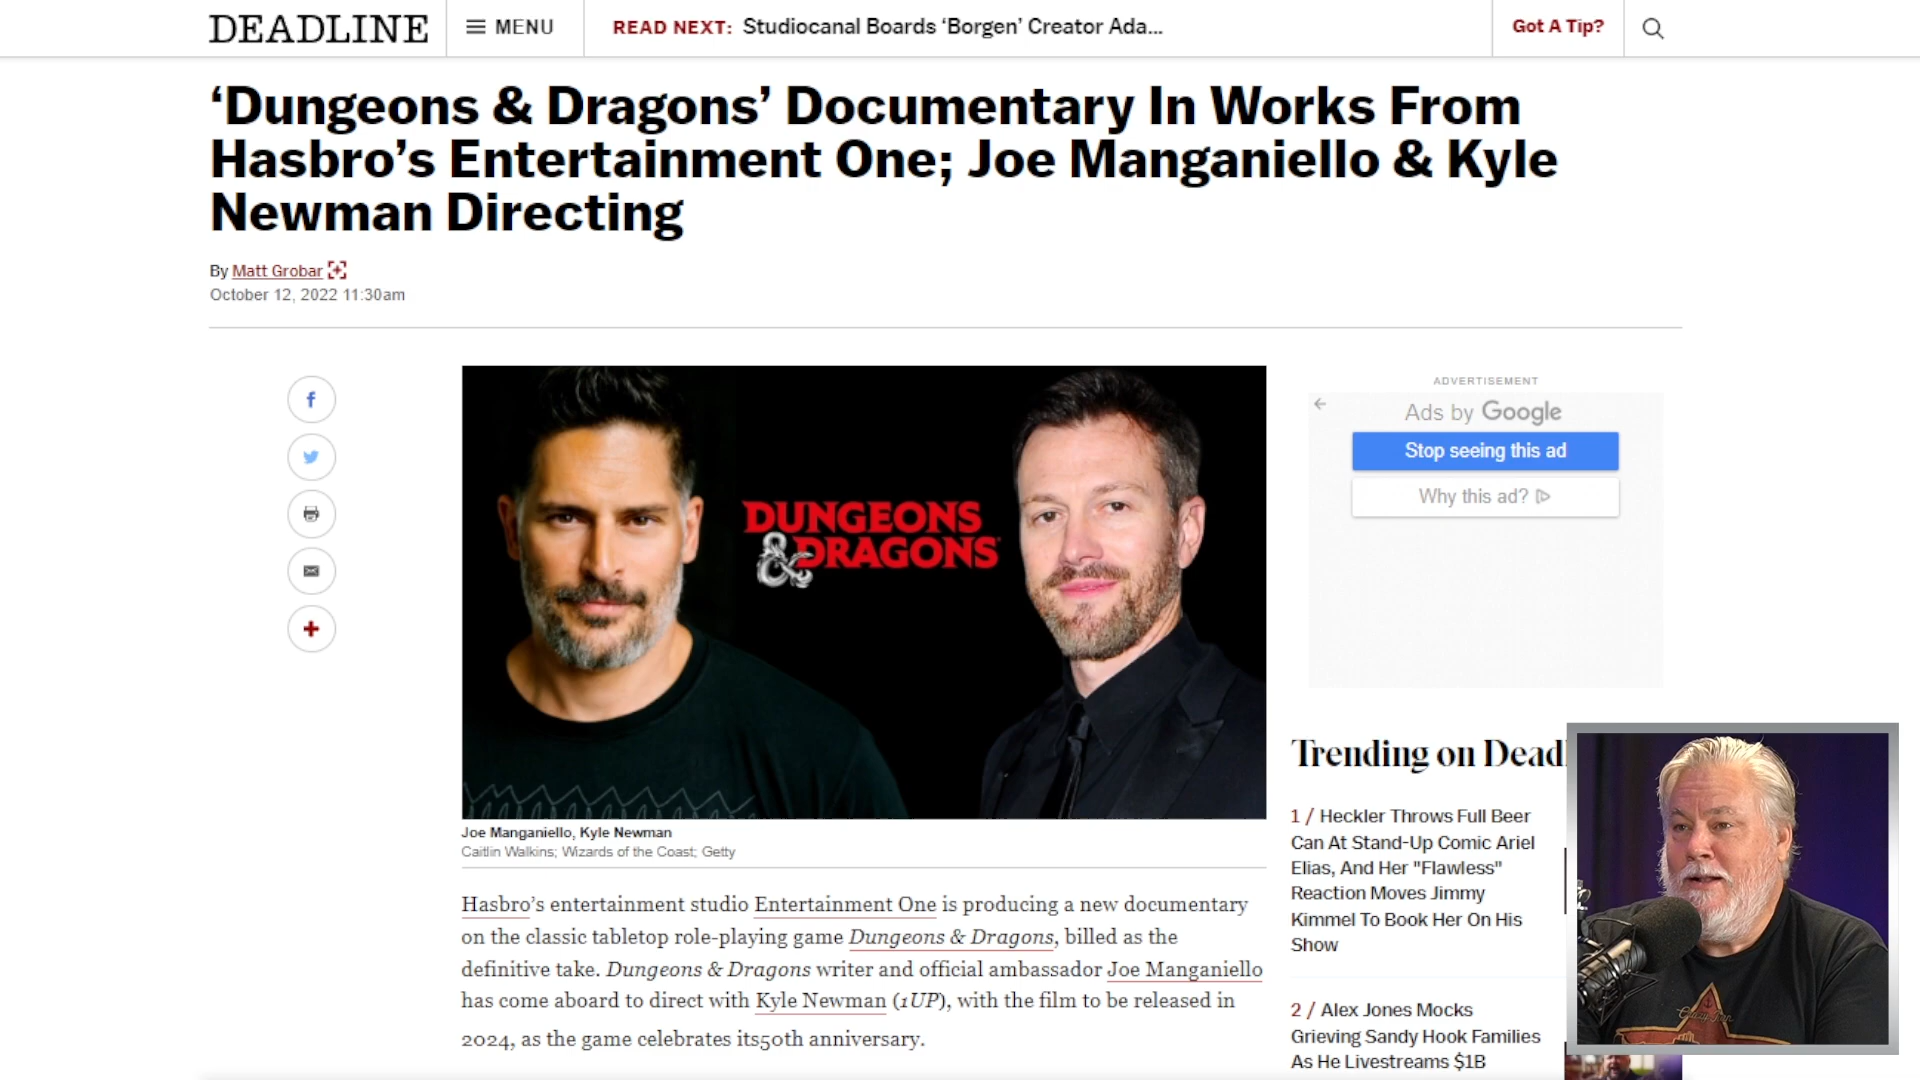 DEADLINE
MENU
READ NEXT: Studiocanal Boards ‘Borgen’ Creator Ada...
Got A Tip?
‘Dungeons & Dragons’ Documentary In Works From
Hasbro’s Entertainment One; Joe Manganiello & Kyle
Newman Directing
By Matt Grobar
October 12, 2022 11:30am
DUNGEONS
& DRAGONS
ADVERTISEMENT
Ads by Google
Stop seeing this ad
Why this ad?
Joe Manganiello, Kyle Newman
Caitlin Walkins; Wizards of the Coast; Getty
Hasbro’s entertainment studio Entertainment One is producing a new documentary
on the classic tabletop role-playing game Dungeons & Dragons, billed as the
definitive take. Dungeons & Dragons writer and official ambassador Joe Manganiello
has come aboard to direct with Kyle Newman (1UP), with the film to be released in
2024, as the game celebrates its50th anniversary.
Trending on Deadl
1 / Heckler Throws Full Beer
Can At Stand-Up Comic Ariel
Elias, And Her "Flawless"
Reaction Moves Jimmy
Kimmel To Book Her On His
Show
2 / Alex Jones Mocks
Grieving Sandy Hook Families
As He Livestreams $1B